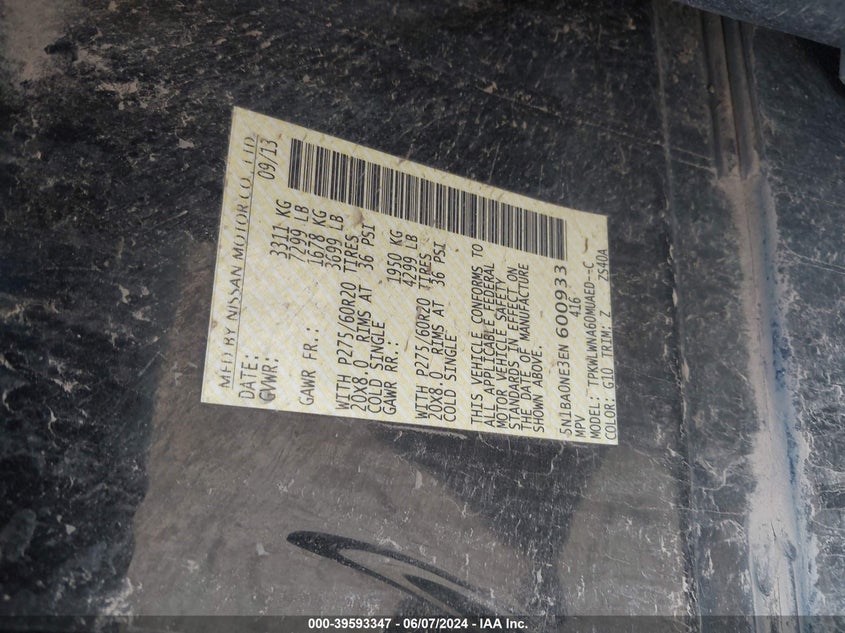 MFD BY NISSAN MOTOR CO., LTD.
DATE: 09/13
GVWR: 3311 KG
7299 LB
GAWR FR.: 1678 KG
3699 LB
WITH P275/60R20 TIRES
20X8.0 RIMS AT 36 PSI
COLD SINGLE
GAWR RR.: 1950 KG
4299 LB
WITH P275/60R20 TIRES
20X8.0 RIMS AT 36 PSI
COLD SINGLE
THIS VEHICLE CONFORMS TO
ALL APPLICABLE FEDERAL
MOTOR VEHICLE SAFETY
STANDARDS IN EFFECT ON
THE DATE OF MANUFACTURE
SHOWN ABOVE.
5N1BA0NE3EN 600933
MPV 416
MODEL: TPKWLWNA60MUAED--C
COLOR: G10 TRIM: Z ZS40A
000-39593347 - 06/07/2024 - IAA Inc.